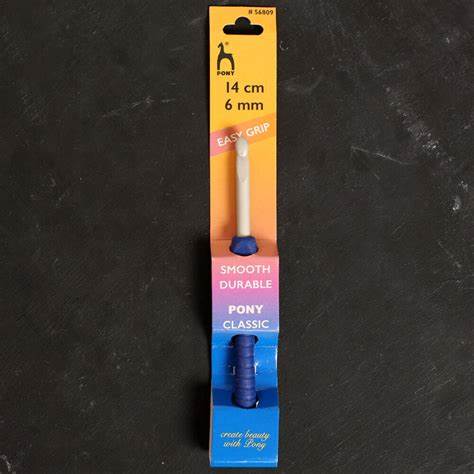 # 56809
PONY
14 cm
6 mm
EASY GRIP
SMOOTH
DURABLE
PONY
CLASSIC
create beauty
with Pony